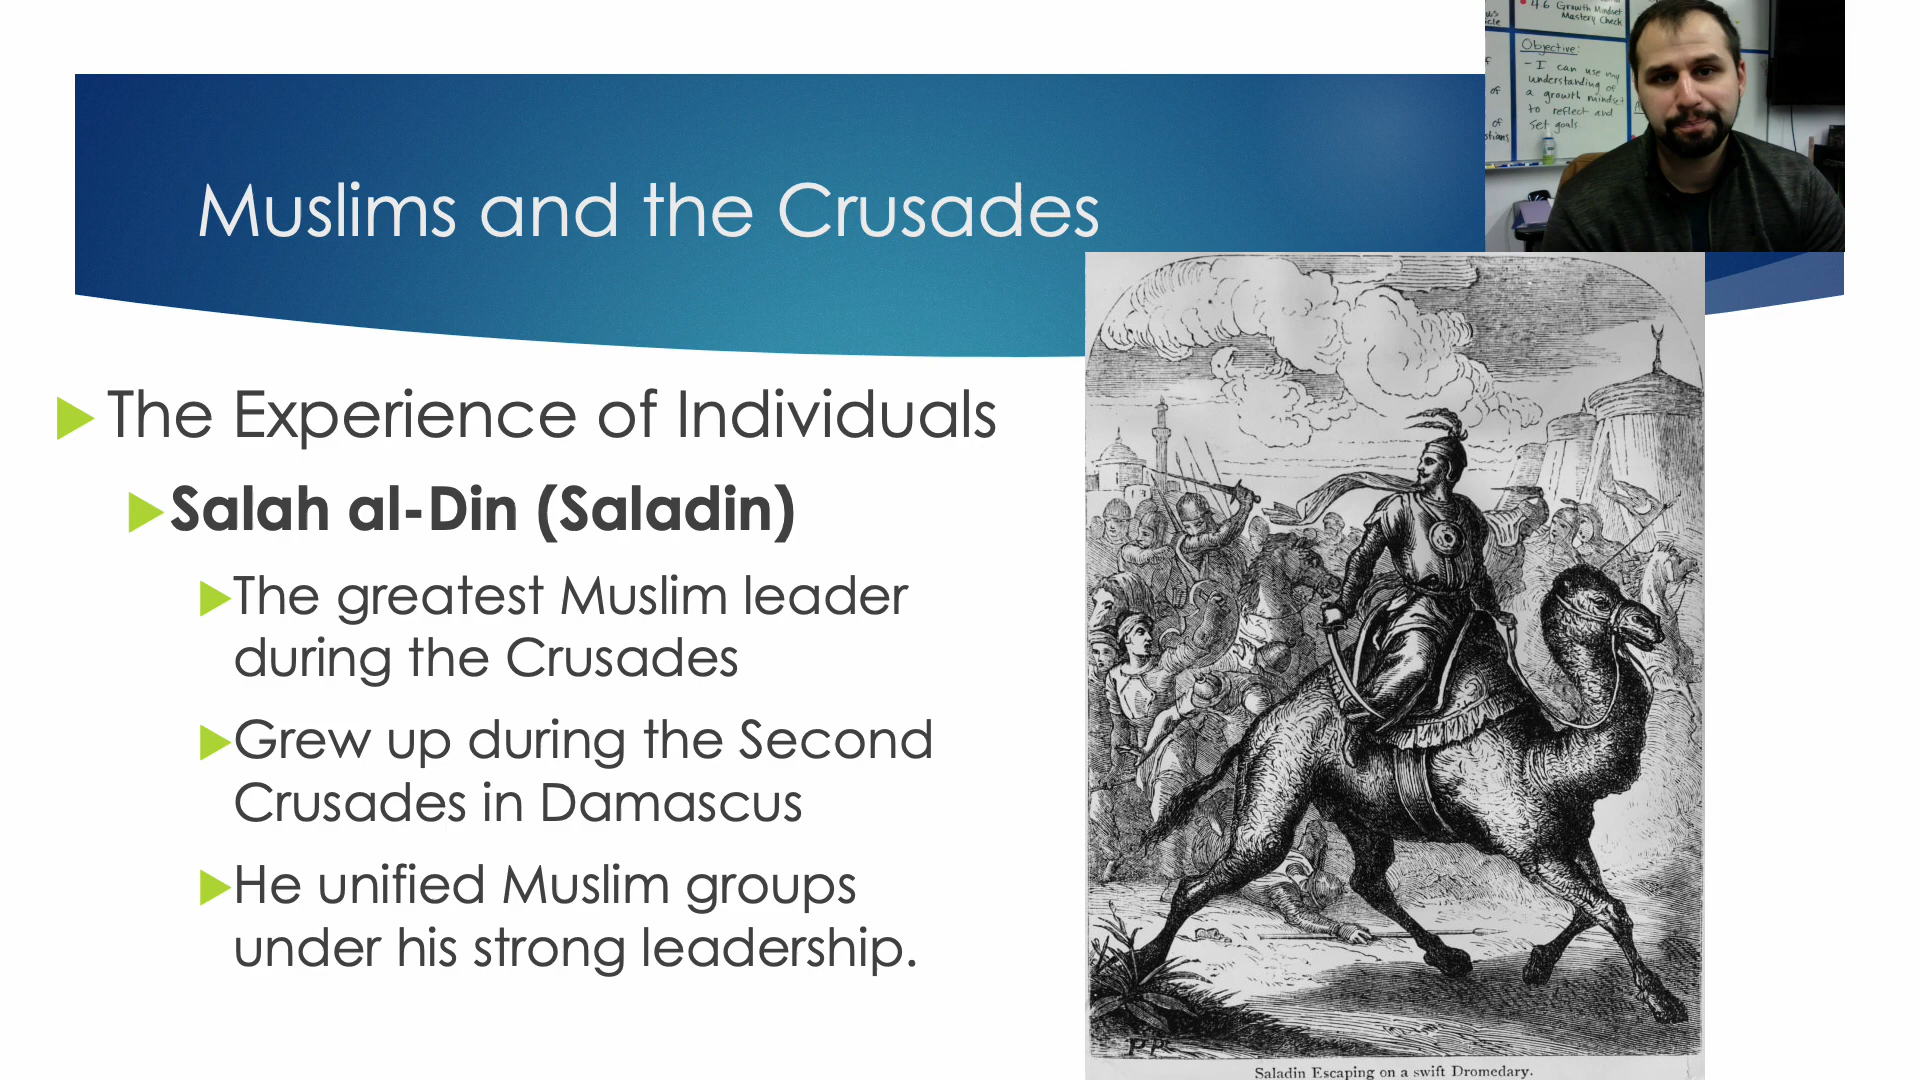 Muslims and the Crusades
The Experience of Individuals
Salah al-Din (Saladin)
The greatest Muslim leader
during the Crusades
Grew up during the Second
Crusades in Damascus
He unified Muslim groups
under his strong leadership.
4.6 Growth Mindset
Mastery Check
Objective:
- I can use my
understanding of
a growth mindset
to reflect and
set goals
of
of
Saladin Escaping on a swift Dromedary.